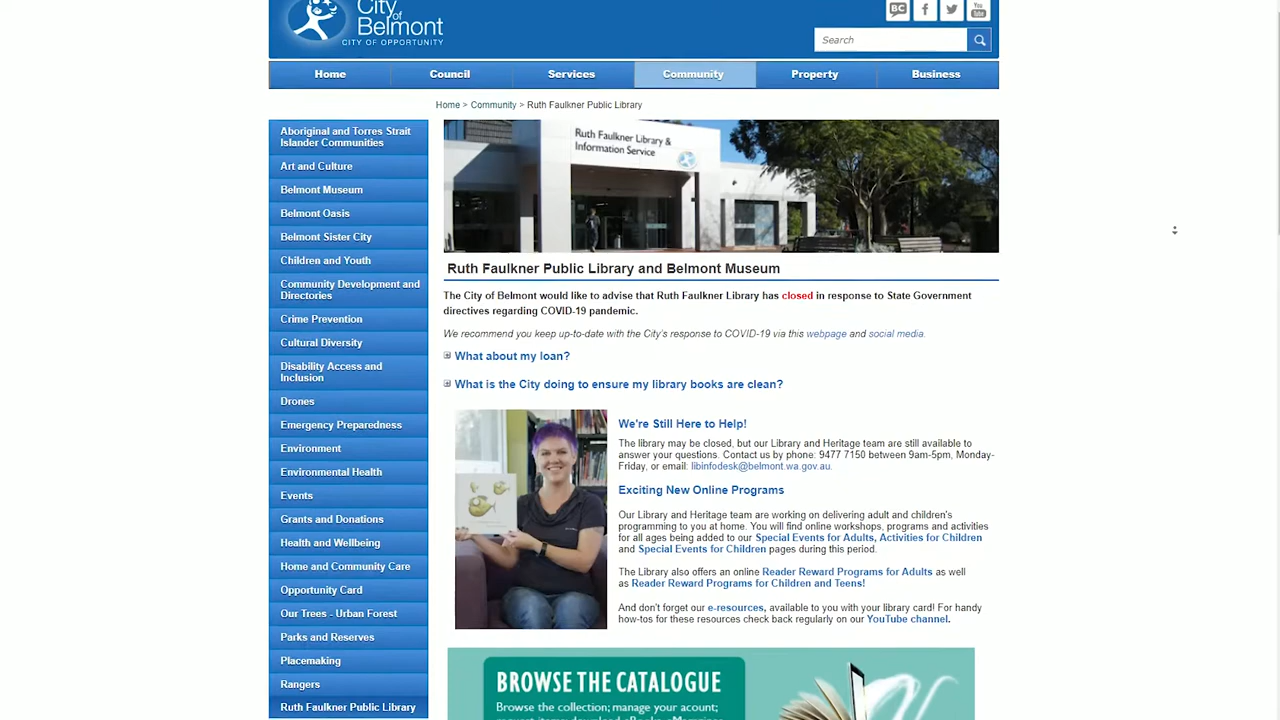 City
of
Belmont
CITY OF OPPORTUNITY
BC
You
Search
Home
Council
Services
Community
Property
Business
Home > Community > Ruth Faulkner Public Library
Aboriginal and Torres Strait
Islander Communities
Art and Culture
Belmont Museum
Belmont Oasis
Belmont Sister City
Children and Youth
Community Development and
Directories
Crime Prevention
Cultural Diversity
Disability Access and
Inclusion
Drones
Emergency Preparedness
Environment
Environmental Health
Events
Grants and Donations
Health and Wellbeing
Home and Community Care
Opportunity Card
Our Trees - Urban Forest
Parks and Reserves
Placemaking
Rangers
Ruth Faulkner Public Library
Ruth Faulkner Library &
Information Service
Ruth Faulkner Public Library and Belmont Museum
The City of Belmont would like to advise that Ruth Faulkner Library has closed in response to State Government
directives regarding COVID-19 pandemic.
We recommend you keep up-to-date with the City's response to COVID-19 via this webpage and social media.
What about my loan?
What is the City doing to ensure my library books are clean?
We're Still Here to Help!
The library may be closed, but our Library and Heritage team are still available to
answer your questions. Contact us by phone: 9477 7150 between 9am-5pm, Monday-
Friday, or email: libinfodesk@belmont.wa.gov.au.
Exciting New Online Programs
Our Library and Heritage team are working on delivering adult and children's
programming to you at home. You will find online workshops, programs and activities
for all ages being added to our Special Events for Adults, Activities for Children
and Special Events for Children pages during this period.
The Library also offers an online Reader Reward Programs for Adults as well
as Reader Reward Programs for Children and Teens!
And don't forget our e-resources, available to you with your library card! For handy
how-tos for these resources check back regularly on our YouTube channel.
BROWSE THE CATALOGUE
Browse the collection; manage your acount;